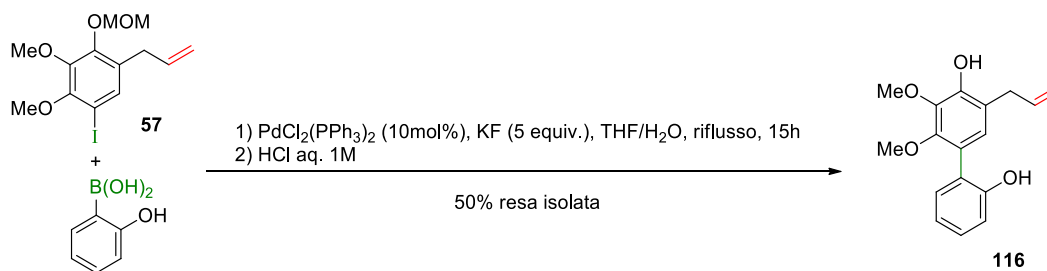 OMOM
MeO
MeO
I
57
+
B(OH)2
OH
1) PdCl2(PPh3)2 (10mol%), KF (5 equiv.), THF/H2O, riflusso, 15h
2) HCl aq. 1M
50% resa isolata
OH
MeO
MeO
OH
116